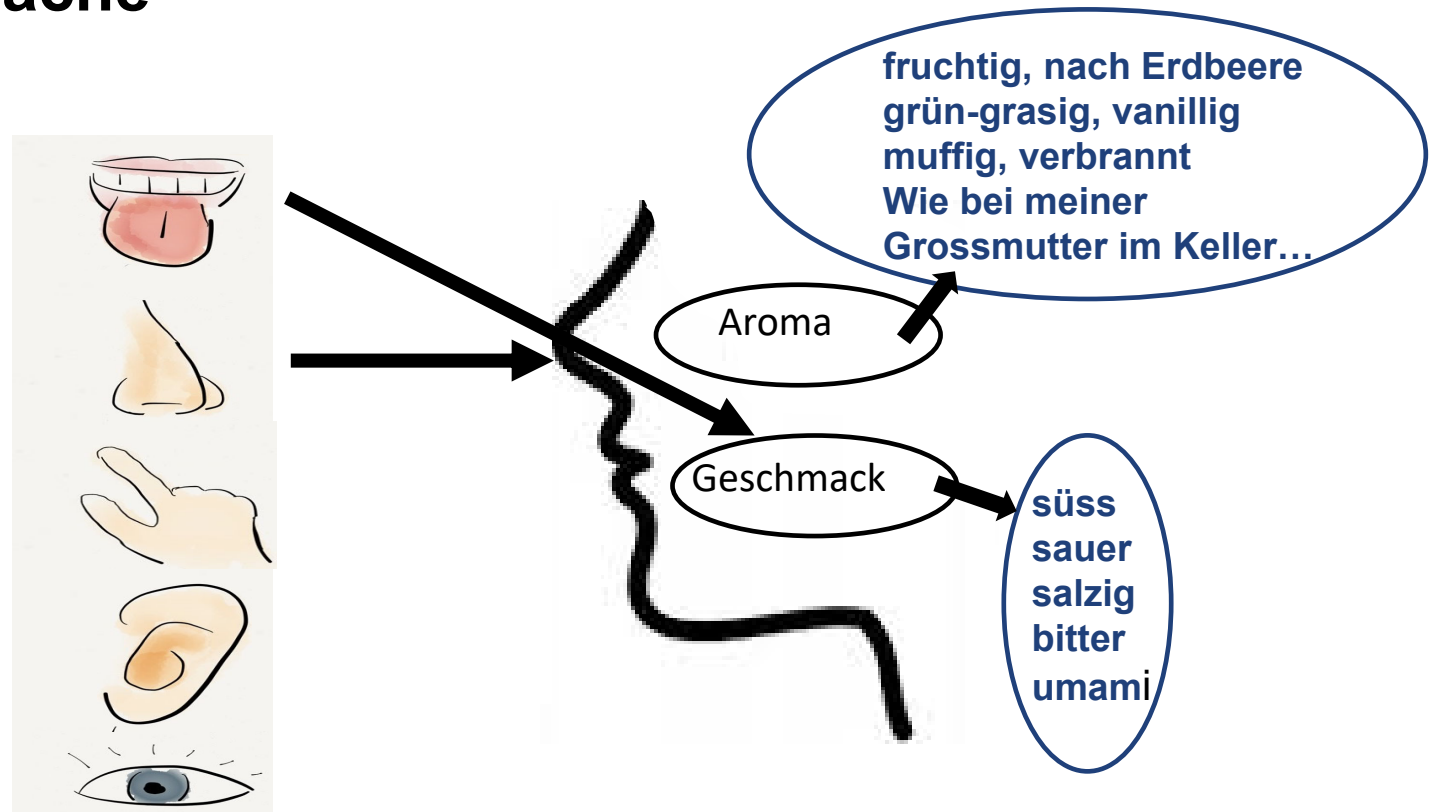 fruchtig, nach Erdbeere
grün-grasig, vanillig
muffig, verbrannt
Wie bei meiner
Grossmutter im Keller…
Aroma
Geschmack
süss
sauer
salzig
bitter
umami